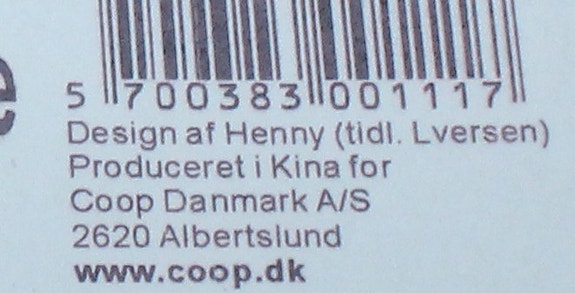 5 700383 001117
Design af Henny (tidl. Lversen)
Produceret i Kina for
Coop Danmark A/S
2620 Albertslund
www.coop.dk